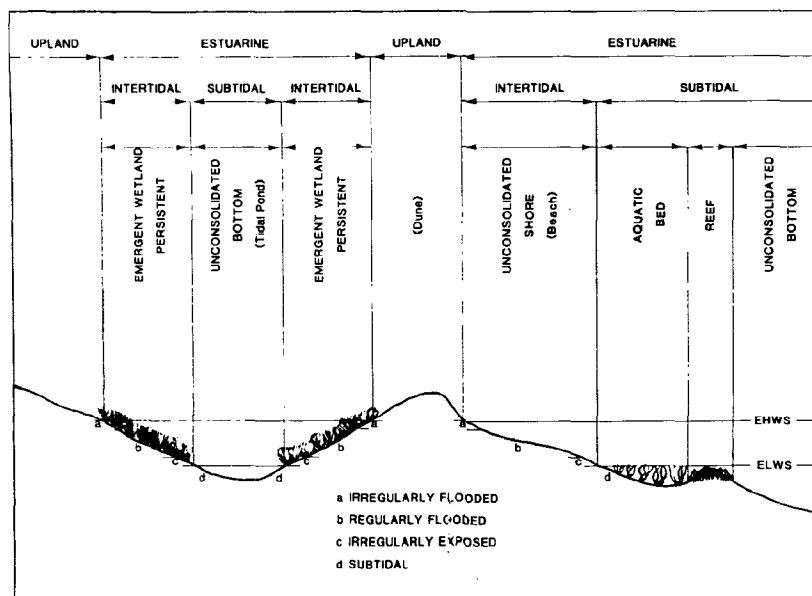 UPLAND
ESTUARINE
UPLAND
ESTUARINE
INTERTIDAL
SUBTIDAL
INTERTIDAL
INTERTIDAL
SUBTIDAL
EMERGENT WETLAND
PERSISTENT
UNCONSOLIDATED
BOTTOM
(Tidal Pond)
EMERGENT WETLAND
PERSISTENT
(Dune)
UNCONSOLIDATED
SHORE
(Beach)
AQUATIC
BED
REEF
UNCONSOLIDATED
BOTTOM
a
a
a
EHWS
b
b
b
c
c
c
ELWS
d
d
d
a IRREGULARLY FLOODED
b REGULARLY FLOODED
c IRREGULARLY EXPOSED
d SUBTIDAL